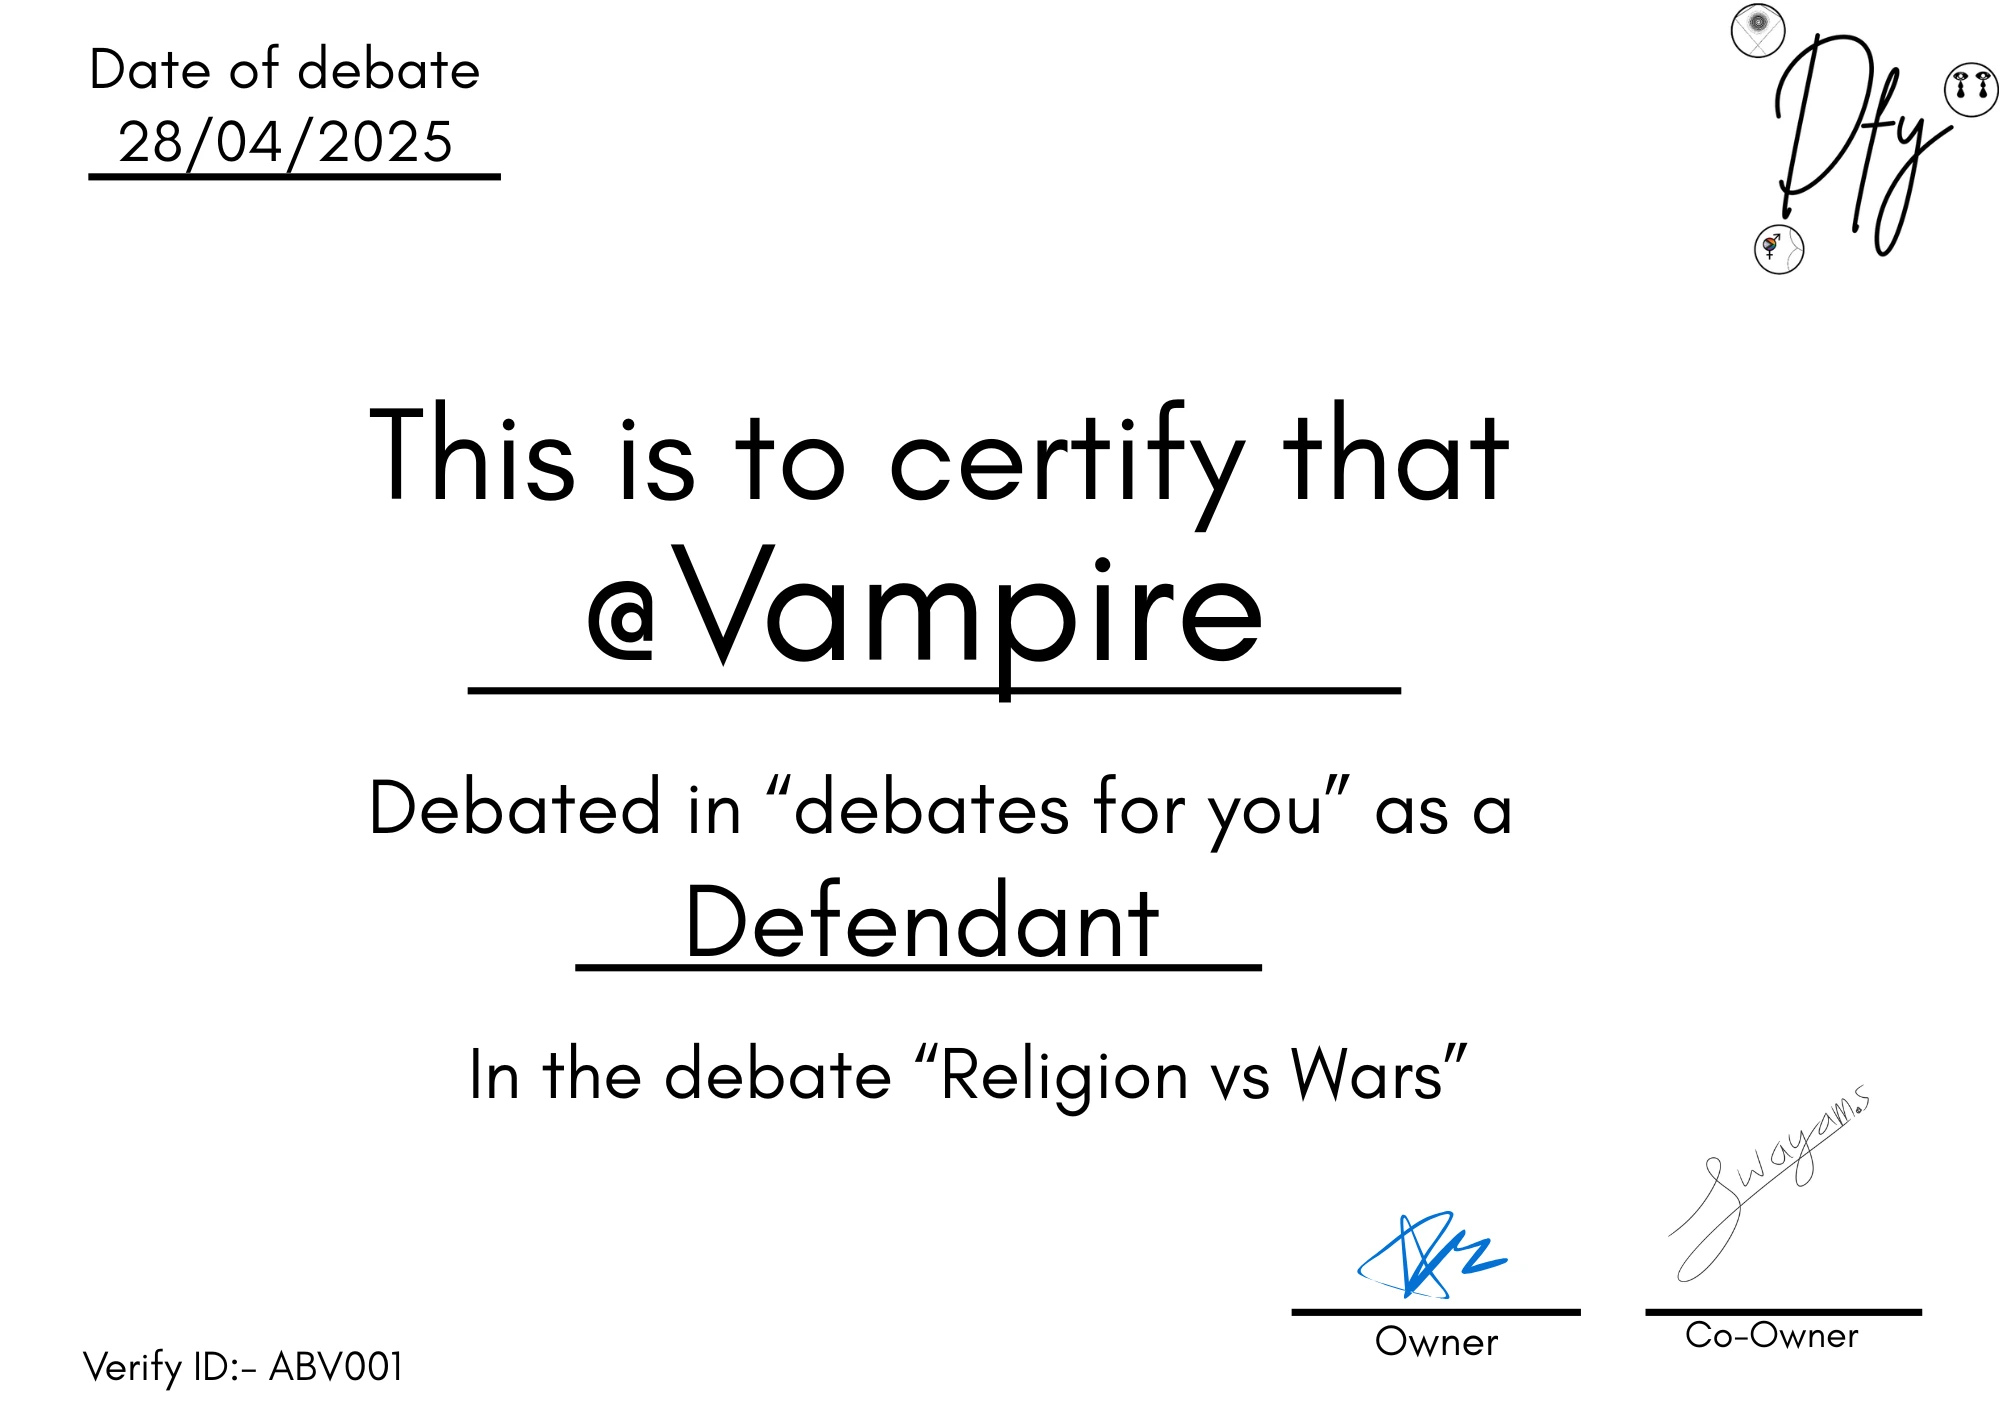 Date of debate
28/04/2025
Dfy
This is to certify that
@Vampire
Debated in “debates for you” as a
Defendant
In the debate “Religion vs Wars”
Swayam.s
Owner
Co-Owner
Verify ID:- ABV001